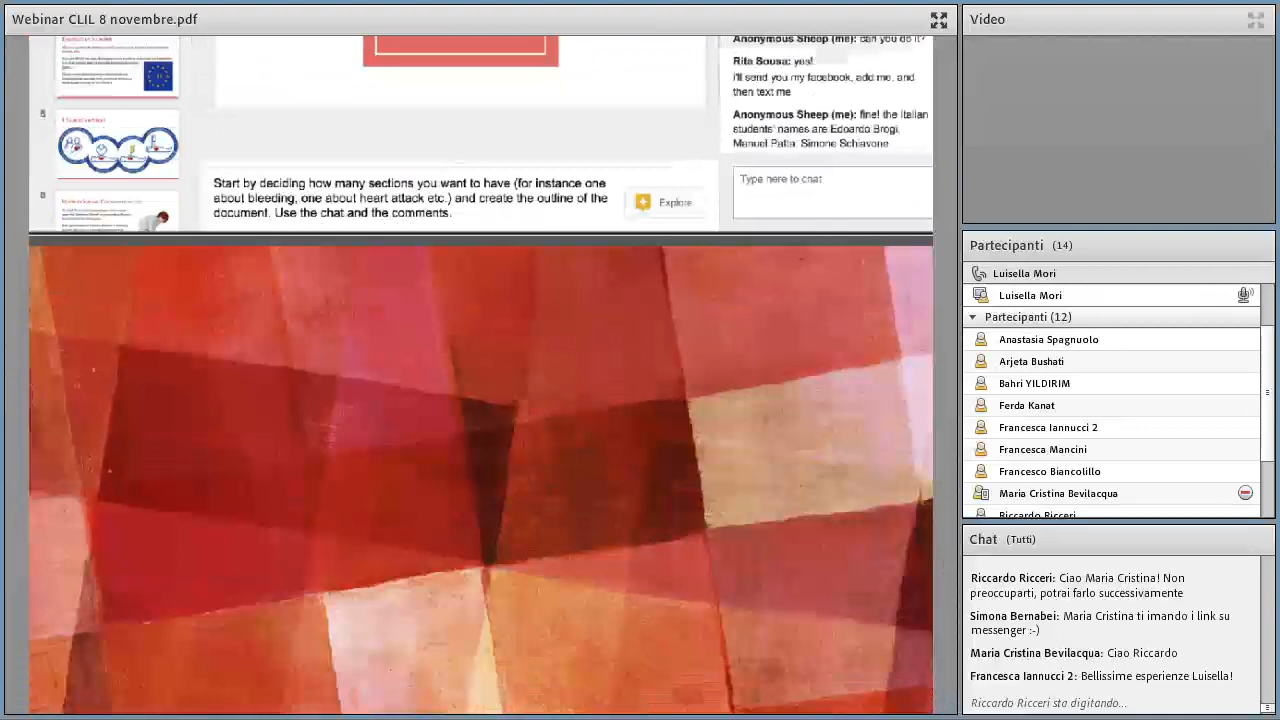 Webinar CLIL 8 novembre.pdf
Anonymous Sheep (me): can you do it?
Rita Sousa: yes!
i'll send you my facebook, add me, and
then text me
Anonymous Sheep (me): fine! the Italian
students' names are Edoardo Brogi,
Manuel Patta, Simone Schiavone
Start by deciding how many sections you want to have (for instance one
about bleeding, one about heart attack etc.) and create the outline of the
document. Use the chat and the comments.
Explore
Type here to chat
Video
Partecipanti (14)
Luisella Mori
Luisella Mori
Partecipanti (12)
Anastasia Spagnuolo
Arjeta Bushati
Bahri YILDIRIM
Ferda Kanat
Francesca Iannucci 2
Francesca Mancini
Francesco Biancolillo
Maria Cristina Bevilacqua
Riccardo Ricceri
Chat (Tutti)
Riccardo Ricceri: Ciao Maria Cristina! Non
preoccuparti, potrai farlo successivamente
Simona Bernabei: Maria Cristina ti imando i link su
messenger :-)
Maria Cristina Bevilacqua: Ciao Riccardo
Francesca Iannucci 2: Bellissime esperienze Luisella!
Riccardo Ricceri sta digitando...